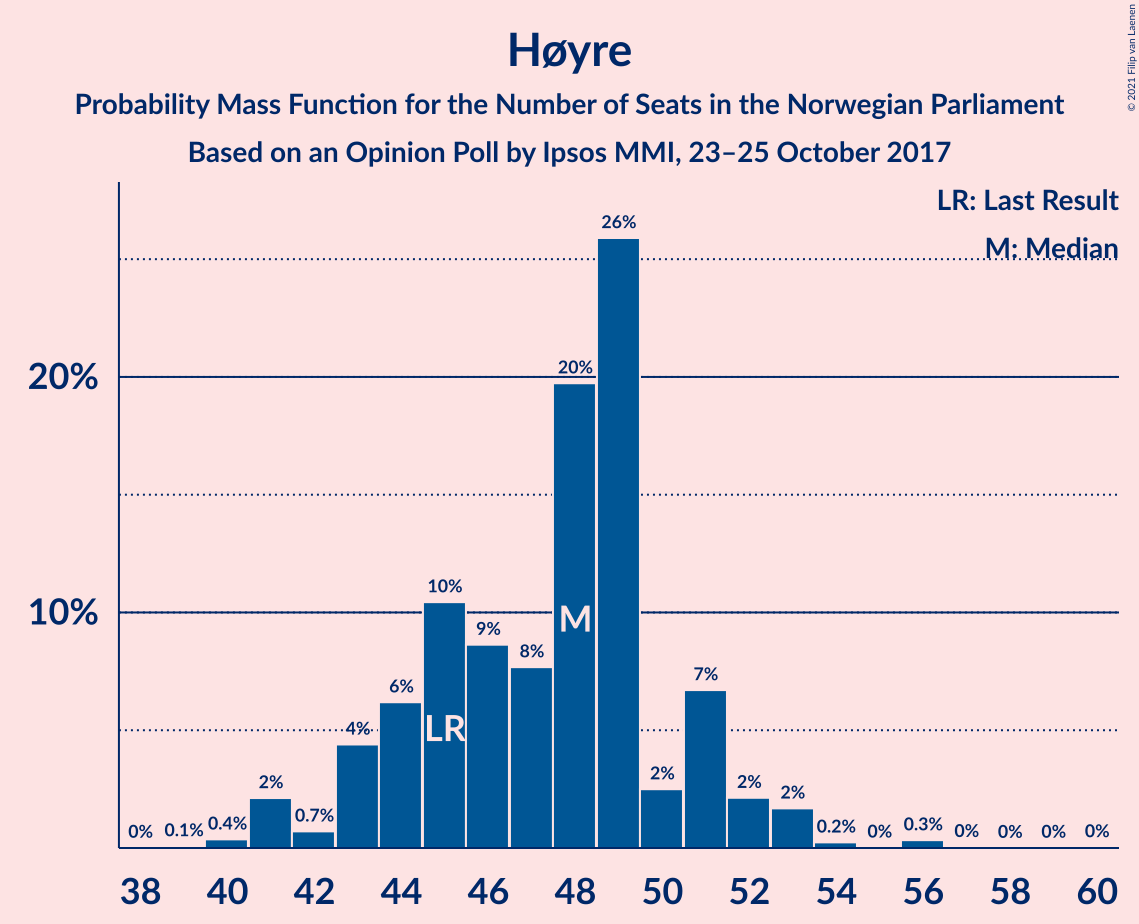 Høyre
Probability Mass Function for the Number of Seats in the Norwegian Parliament
Based on an Opinion Poll by Ipsos MMI, 23–25 October 2017
© 2021 Filip van Laenen
LR: Last Result
M: Median
20%
10%
0% 0.1% 0.4% 2% 0.7% 4% 6% 10% 9% 8% 20% 26% 2% 7% 2% 2% 0.2% 0% 0.3% 0% 0% 0% 0%
LR
M
38 40 42 44 46 48 50 52 54 56 58 60